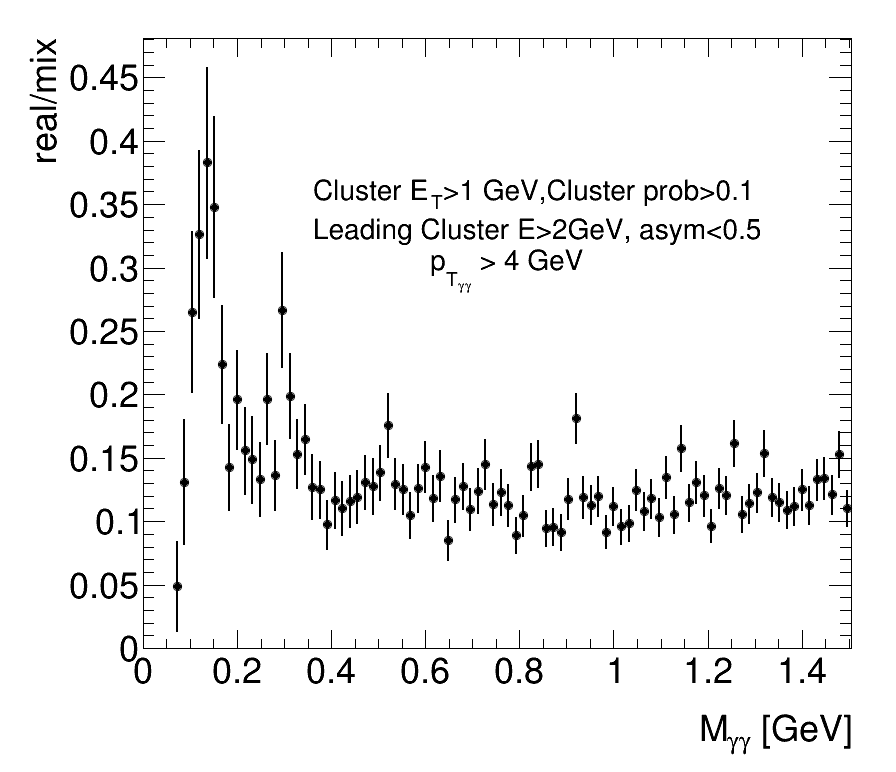 real/mix
0.45
0.4
0.35
0.3
0.25
0.2
0.15
0.1
0.05
0
Cluster E_T>1 GeV,Cluster prob>0.1
Leading Cluster E>2GeV, asym<0.5
p_Tγγ > 4 GeV
0 0.2 0.4 0.6 0.8 1 1.2 1.4
M_γγ [GeV]